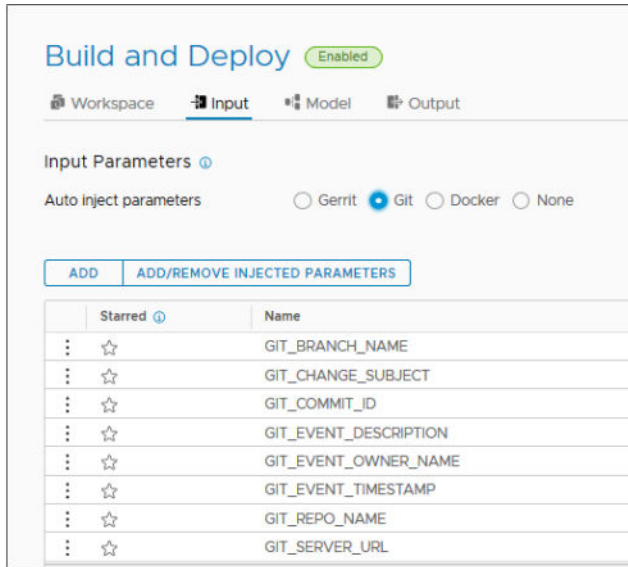 Build and Deploy Enabled
Workspace Input Model Output
Input Parameters
Auto inject parameters Gerrit Git Docker None
ADD ADD/REMOVE INJECTED PARAMETERS
Starred Name
GIT_BRANCH_NAME
GIT_CHANGE_SUBJECT
GIT_COMMIT_ID
GIT_EVENT_DESCRIPTION
GIT_EVENT_OWNER_NAME
GIT_EVENT_TIMESTAMP
GIT_REPO_NAME
GIT_SERVER_URL